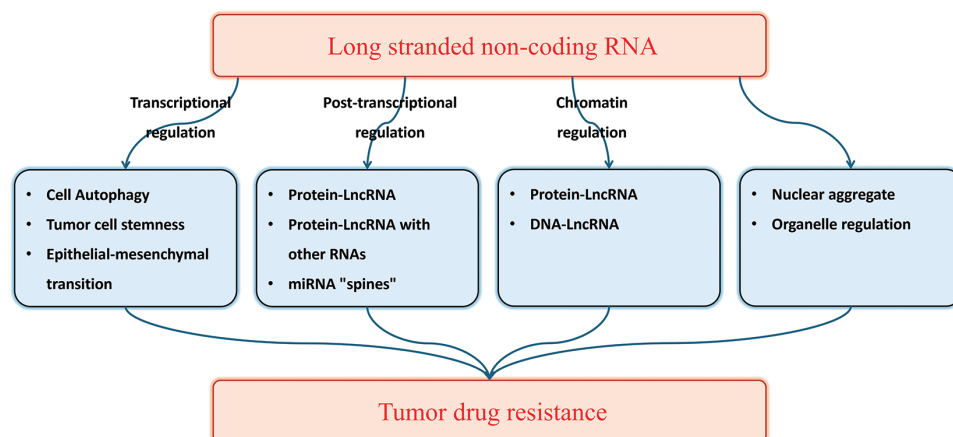 Long stranded non-coding RNA
Transcriptional
regulation
Post-transcriptional
regulation
Chromatin
regulation
• Cell Autophagy
• Tumor cell stemness
• Epithelial-mesenchymal
transition
• Protein-LncRNA
• Protein-LncRNA with
other RNAs
• miRNA "spines"
• Protein-LncRNA
• DNA-LncRNA
• Nuclear aggregate
• Organelle regulation
Tumor drug resistance